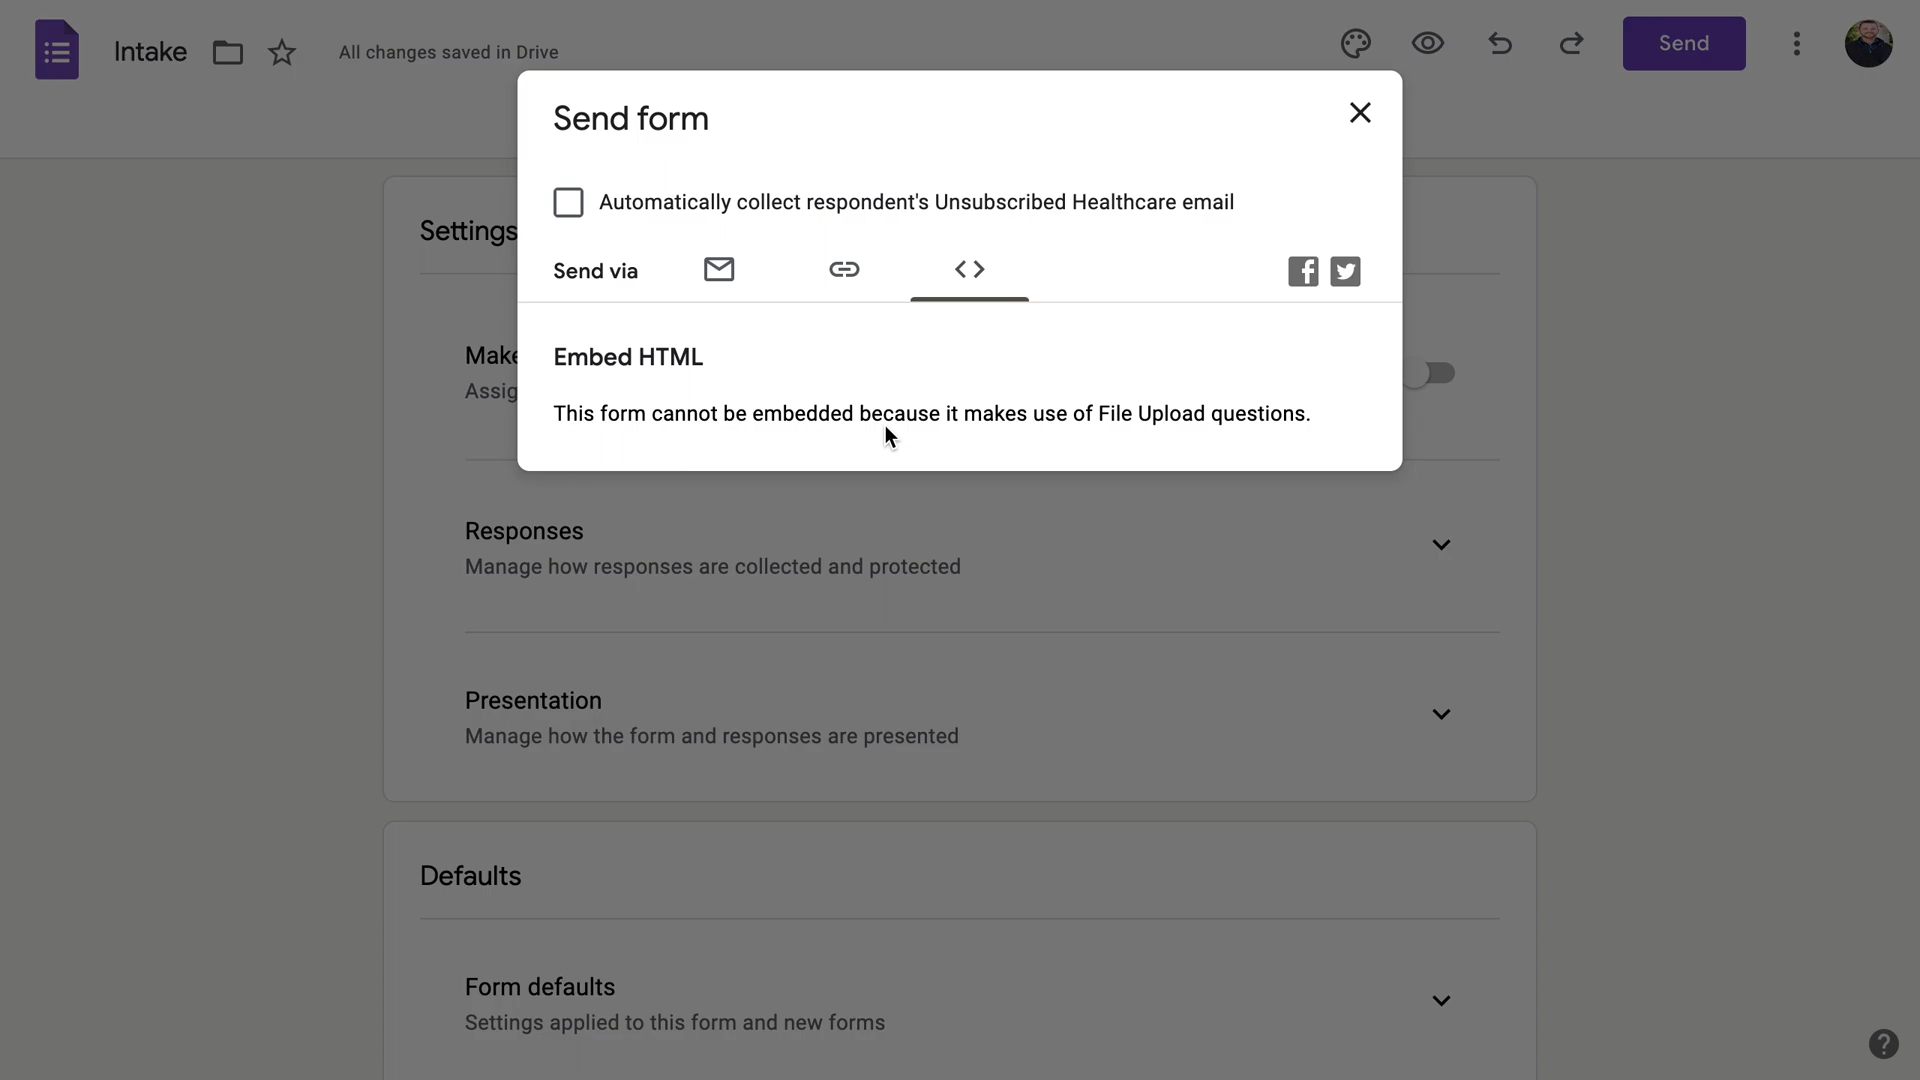 Intake
All changes saved in Drive
Send
Send form
Automatically collect respondent's Unsubscribed Healthcare email
Settings
Send via
Embed HTML
Make
Assig
This form cannot be embedded because it makes use of File Upload questions.
Responses
Manage how responses are collected and protected
Presentation
Manage how the form and responses are presented
Defaults
Form defaults
Settings applied to this form and new forms